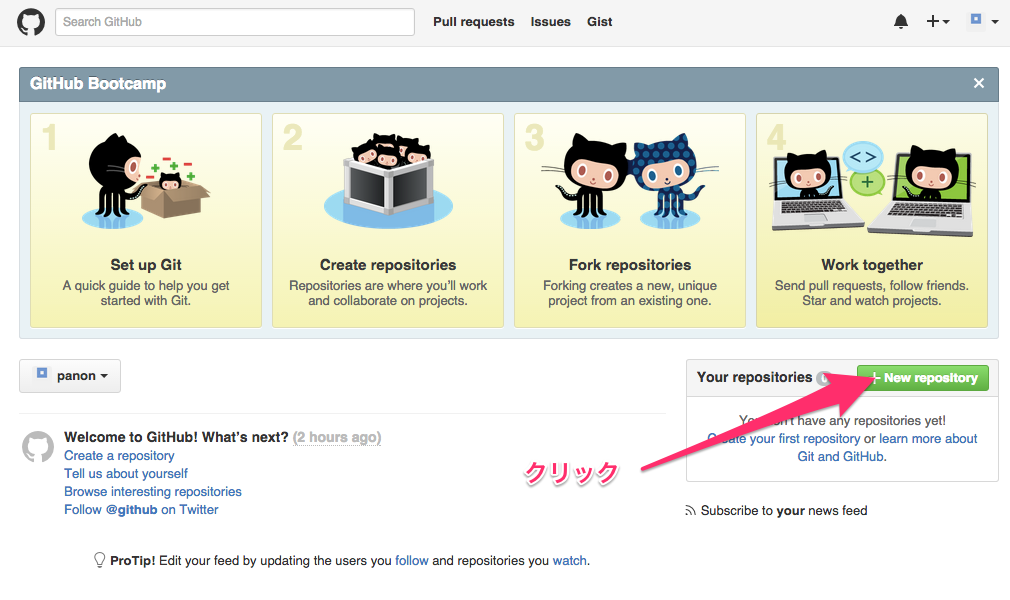 Search GitHub
Pull requests Issues Gist
GitHub Bootcamp
1
Set up Git
A quick guide to help you get
started with Git.
2
Create repositories
Repositories are where you'll work
and collaborate on projects.
3
Fork repositories
Forking creates a new, unique
project from an existing one.
4
Work together
Send pull requests, follow friends.
Star and watch projects.
panon
Welcome to GitHub! What's next? (2 hours ago)
Create a repository
Tell us about yourself
Browse interesting repositories
Follow @github on Twitter
ProTip! Edit your feed by updating the users you follow and repositories you watch.
Your repositories
New repository
have any repositories yet!
your first repository or learn more about
Git and GitHub.
クリック
Subscribe to your news feed